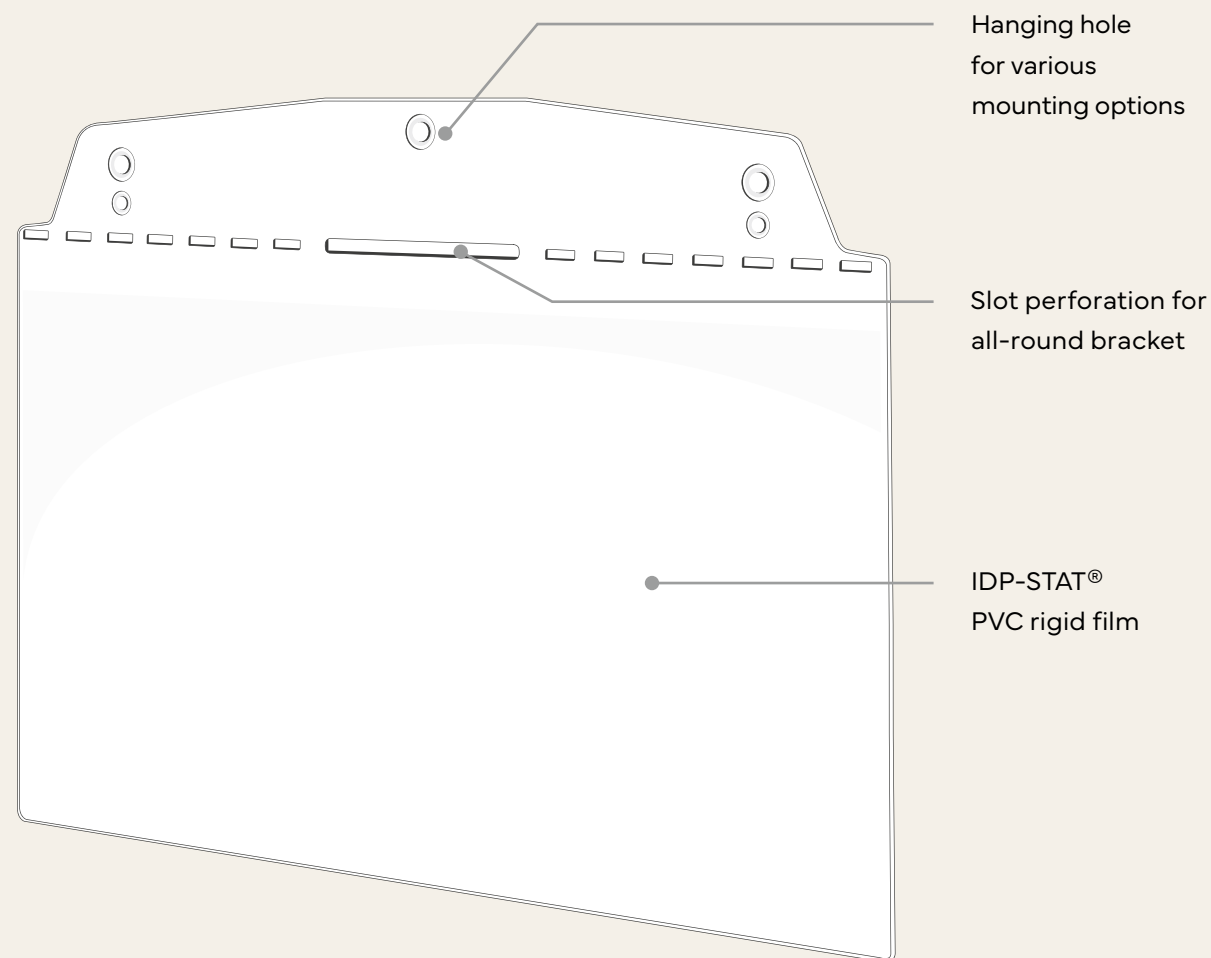 Hanging hole
for various
mounting options
Slot perforation for
all-round bracket
IDP-STAT®
PVC rigid film